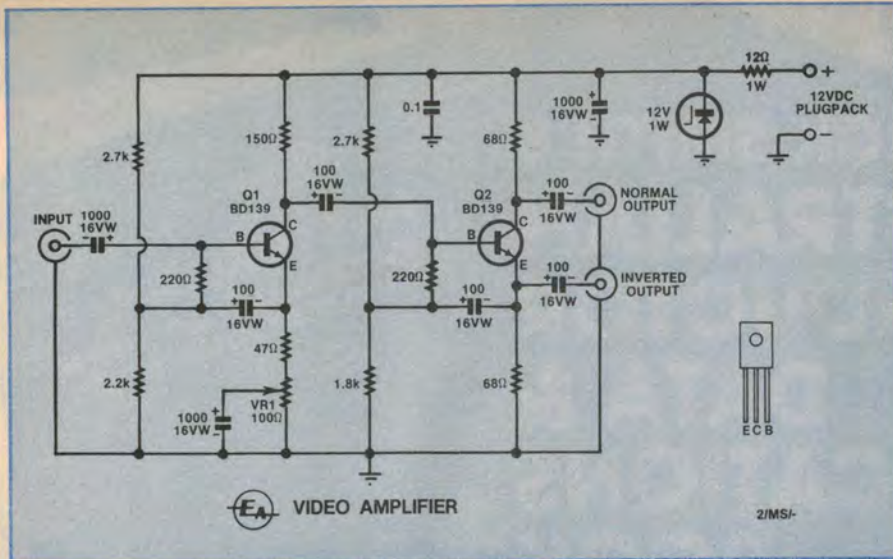 12Ω
1W
+
12VDC
PLUGPACK
−
12V
1W
1000
16VW
0.1
2.7k
150Ω
2.7k
68Ω
100
16VW
Q1
BD139
Q2
BD139
100
16VW
NORMAL
OUTPUT
INPUT
1000
16VW
B
C
E
B
C
E
220Ω
100
16VW
220Ω
100
16VW
100
16VW
INVERTED
OUTPUT
47Ω
2.2k
VR1
100Ω
1000
16VW
1.8k
68Ω
E C B
EA VIDEO AMPLIFIER
2/MS/-